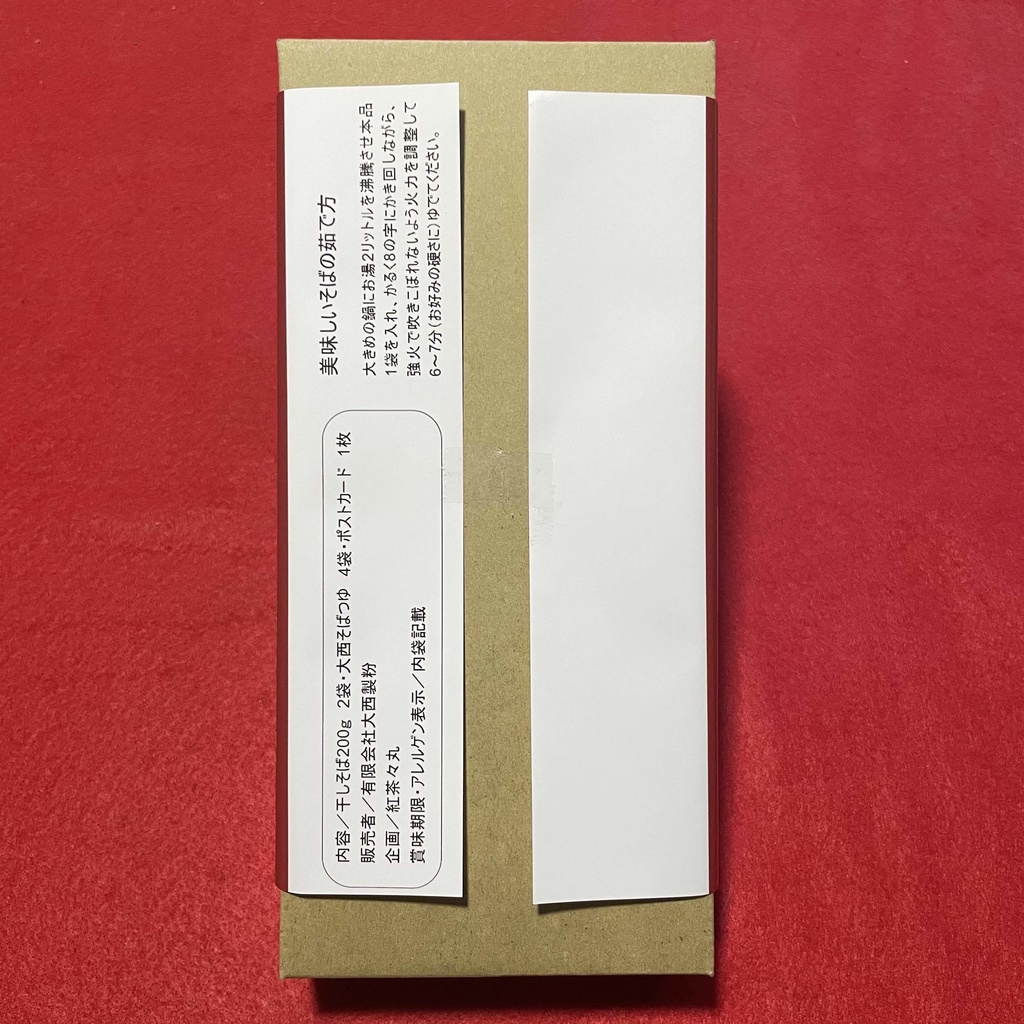 内容／干しそば200g 2袋・大西そばつゆ 4袋・ポストカード 1枚
販売者／有限会社大西製粉
企画／紅茶々丸
賞味期限・アレルゲン表示／内袋記載
美味しいそばの茹で方
大きめの鍋にお湯2リットルを沸騰させ本品
1袋を入れ、かるく8の字にかき回しながら、
強火で吹きこぼれないよう火力を調整して
6～7分(お好みの硬さに)ゆでてください。